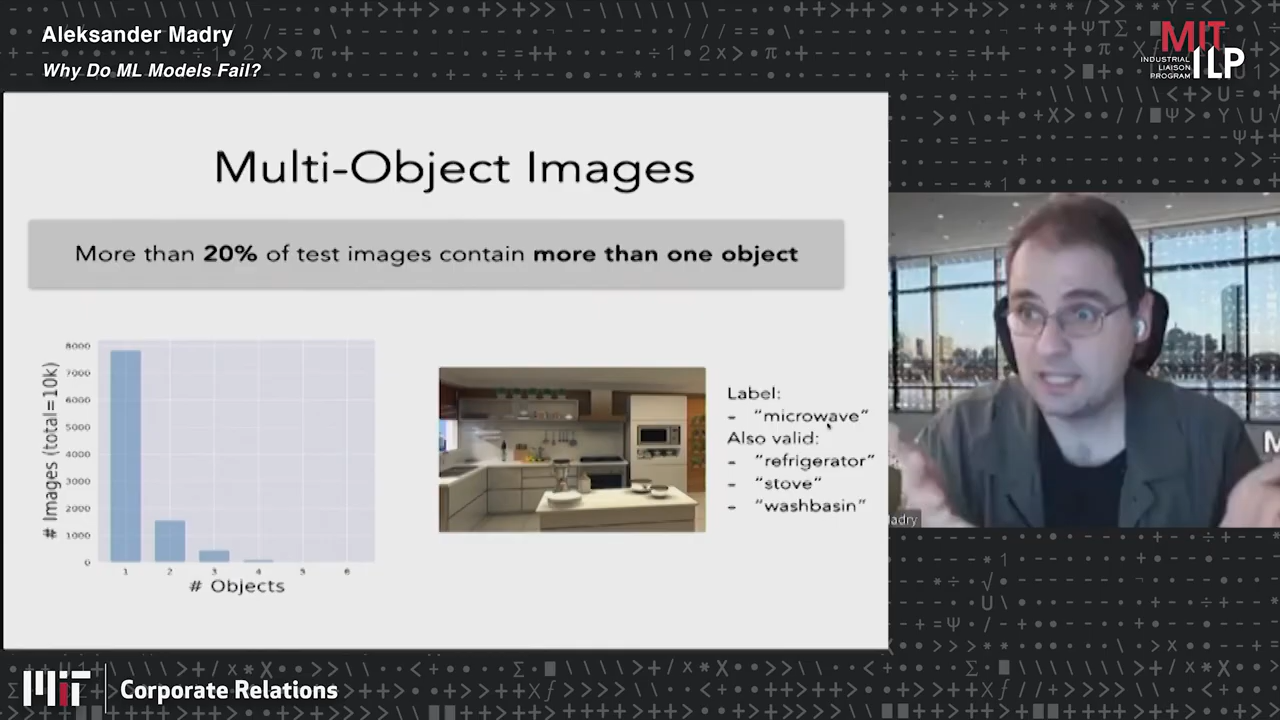 Aleksander Madry
Why Do ML Models Fail?
MIT
INDUSTRIAL
LIAISON
PROGRAM
ILP
Multi-Object Images
More than 20% of test images contain more than one object
# Images (total=10k)
8000
7000
6000
5000
4000
3000
2000
1000
0
1 2 3 4 5 6
# Objects
Label:
- "microwave"
Also valid:
- "refrigerator"
- "stove"
- "washbasin"
adry
M
MIT
Corporate Relations